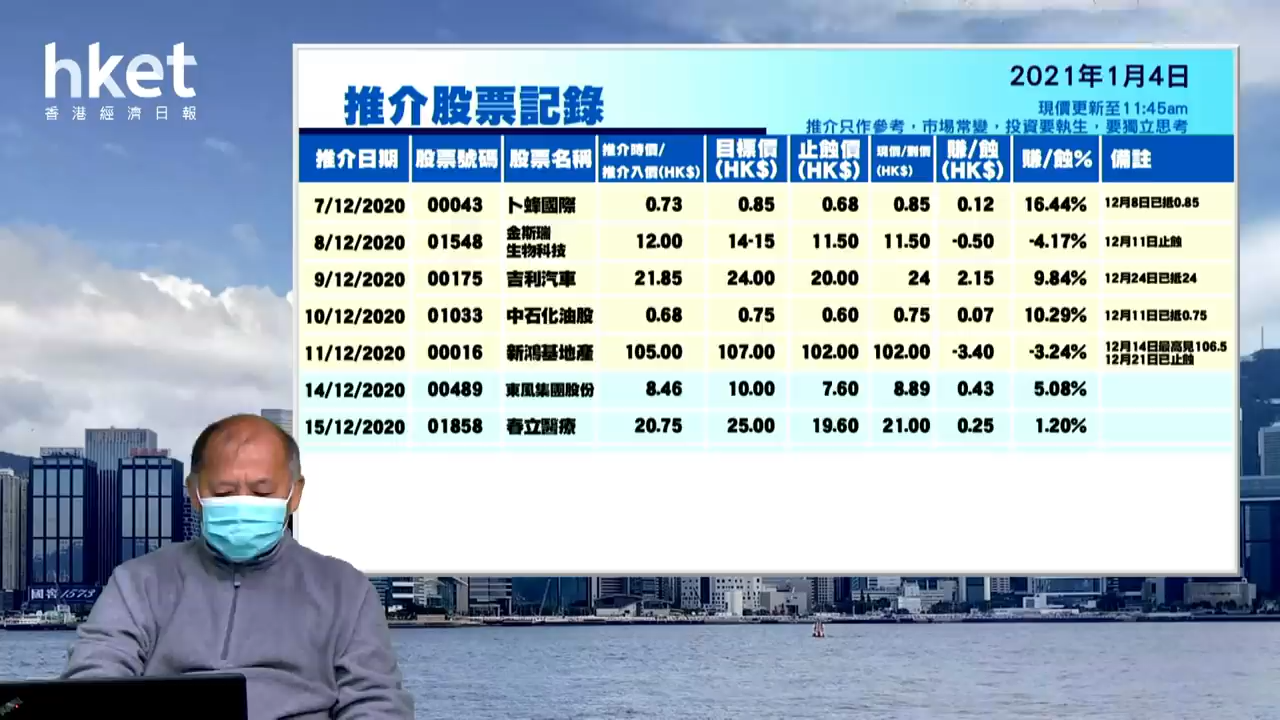 hket
香港經濟日報
2021年1月4日
推介股票記錄
現價更新至11:45am
推介只作參考，市場常變，投資要執生，要獨立思考
推介日期 股票號碼 股票名稱 推介時價/推介入價(HK$) 目標價(HK$) 止蝕價(HK$) 現價/到價(HK$) 賺/蝕(HK$) 賺/蝕% 備註
7/12/2020 00043 卜蜂國際 0.73 0.85 0.68 0.85 0.12 16.44% 12月8日已抵0.85
8/12/2020 01548 金斯瑞生物科技 12.00 14-15 11.50 11.50 -0.50 -4.17% 12月11日止蝕
9/12/2020 00175 吉利汽車 21.85 24.00 20.00 24 2.15 9.84% 12月24日已抵24
10/12/2020 01033 中石化油股 0.68 0.75 0.60 0.75 0.07 10.29% 12月11日已抵0.75
11/12/2020 00016 新鴻基地產 105.00 107.00 102.00 102.00 -3.40 -3.24% 12月14日最高見106.5 12月21日已止蝕
14/12/2020 00489 東風集團股份 8.46 10.00 7.60 8.89 0.43 5.08%
15/12/2020 01858 春立醫療 20.75 25.00 19.60 21.00 0.25 1.20%
國窖1573